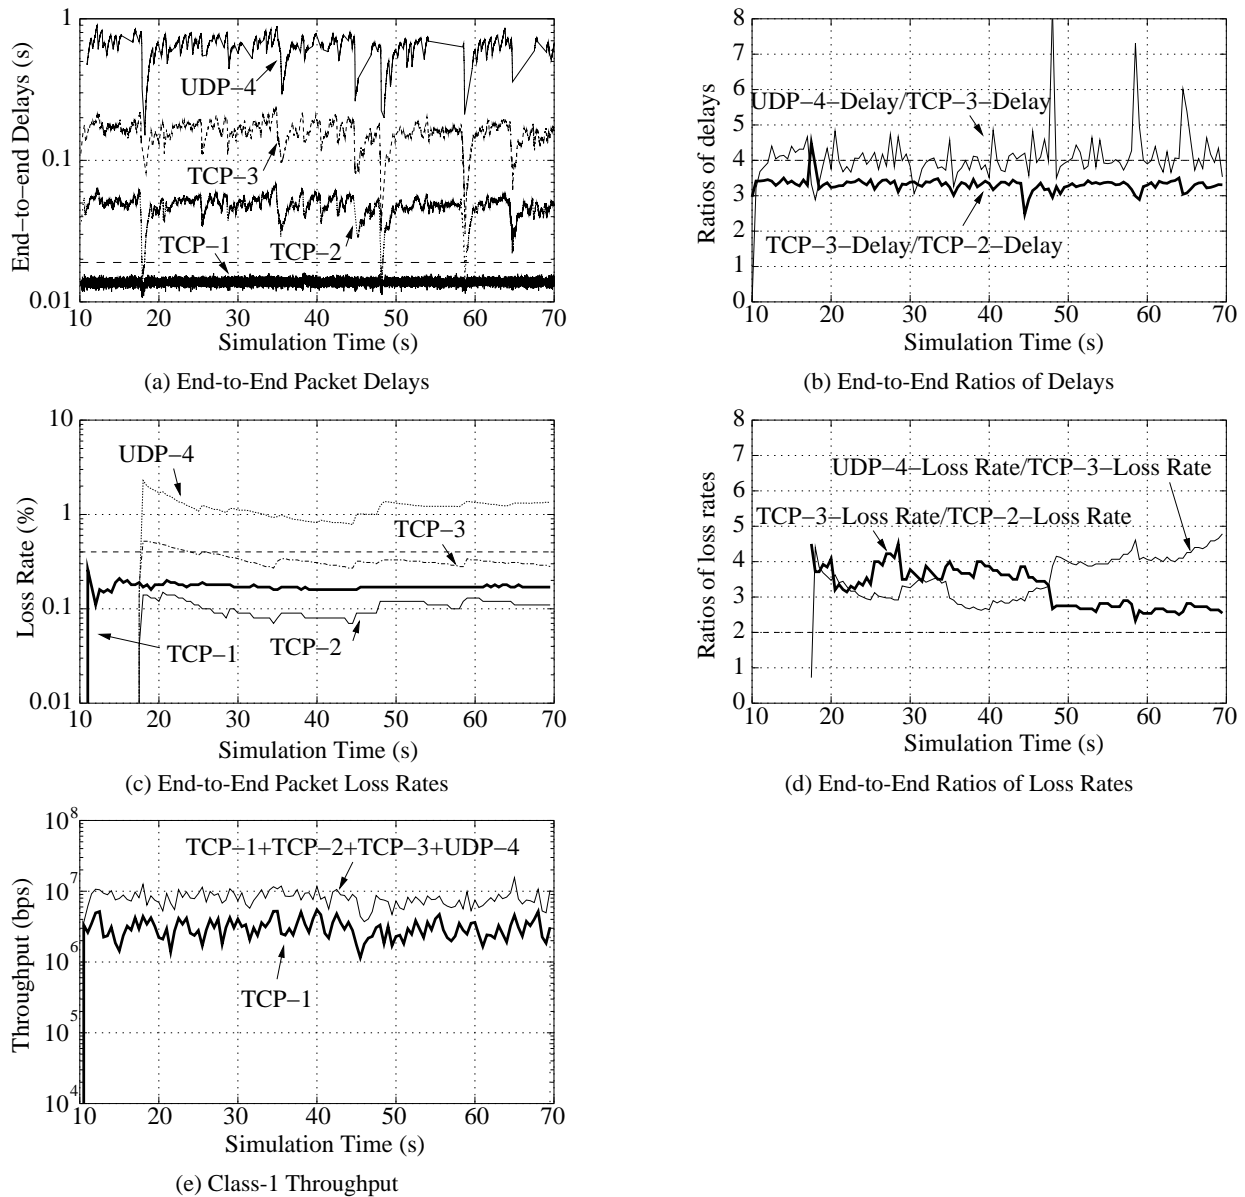 End−to−end Delays (s)
1
0.1
0.01
UDP−4
TCP−3
TCP−1
TCP−2
10 20 30 40 50 60 70
Simulation Time (s)
(a) End-to-End Packet Delays
Ratios of delays
8
7
6
5
4
3
2
1
0
UDP−4−Delay/TCP−3−Delay
TCP−3−Delay/TCP−2−Delay
10 20 30 40 50 60 70
Simulation Time (s)
(b) End-to-End Ratios of Delays
Loss Rate (%)
10
1
0.1
0.01
UDP−4
TCP−3
TCP−1
TCP−2
10 20 30 40 50 60 70
Simulation Time (s)
(c) End-to-End Packet Loss Rates
Ratios of loss rates
8
7
6
5
4
3
2
1
0
UDP−4−Loss Rate/TCP−3−Loss Rate
TCP−3−Loss Rate/TCP−2−Loss Rate
10 20 30 40 50 60 70
Simulation Time (s)
(d) End-to-End Ratios of Loss Rates
Throughput (bps)
10^8
10^7
10^6
10^5
10^4
TCP−1+TCP−2+TCP−3+UDP−4
TCP−1
10 20 30 40 50 60 70
Simulation Time (s)
(e) Class-1 Throughput